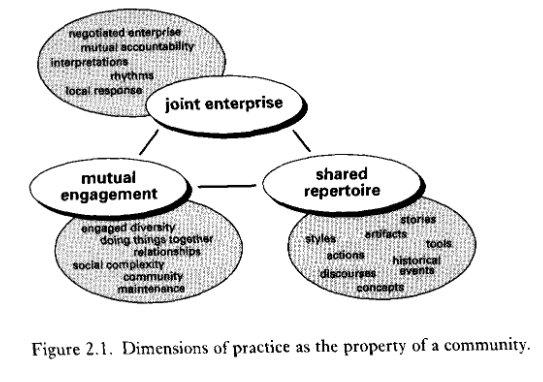 negotiated enterprise
mutual accountability
interpretations
rhythms
local response
joint enterprise
mutual
engagement
shared
repertoire
engaged diversity
doing things together
relationships
social complexity
community
maintenance
stories
styles
artifacts
tools
actions
historical
events
discourses
concepts
Figure 2.1. Dimensions of practice as the property of a community.